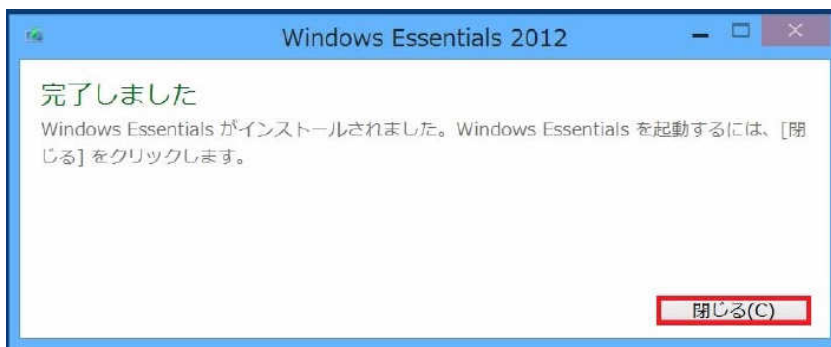 Windows Essentials 2012
完了しました
Windows Essentials がインストールされました。Windows Essentials を起動するには、[閉
じる] をクリックします。
閉じる(C)